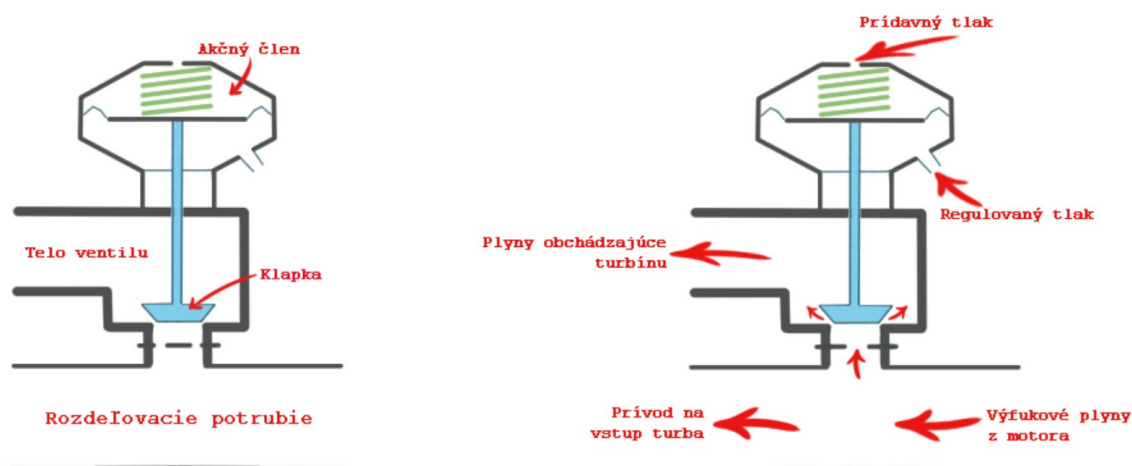 Akčný člen
Telo ventilu
Klapka
Rozdeľovacie potrubie
Prídavný tlak
Regulovaný tlak
Plyny obchádzajúce
turbínu
Prívod na
vstup turba
Výfukové plyny
z motora